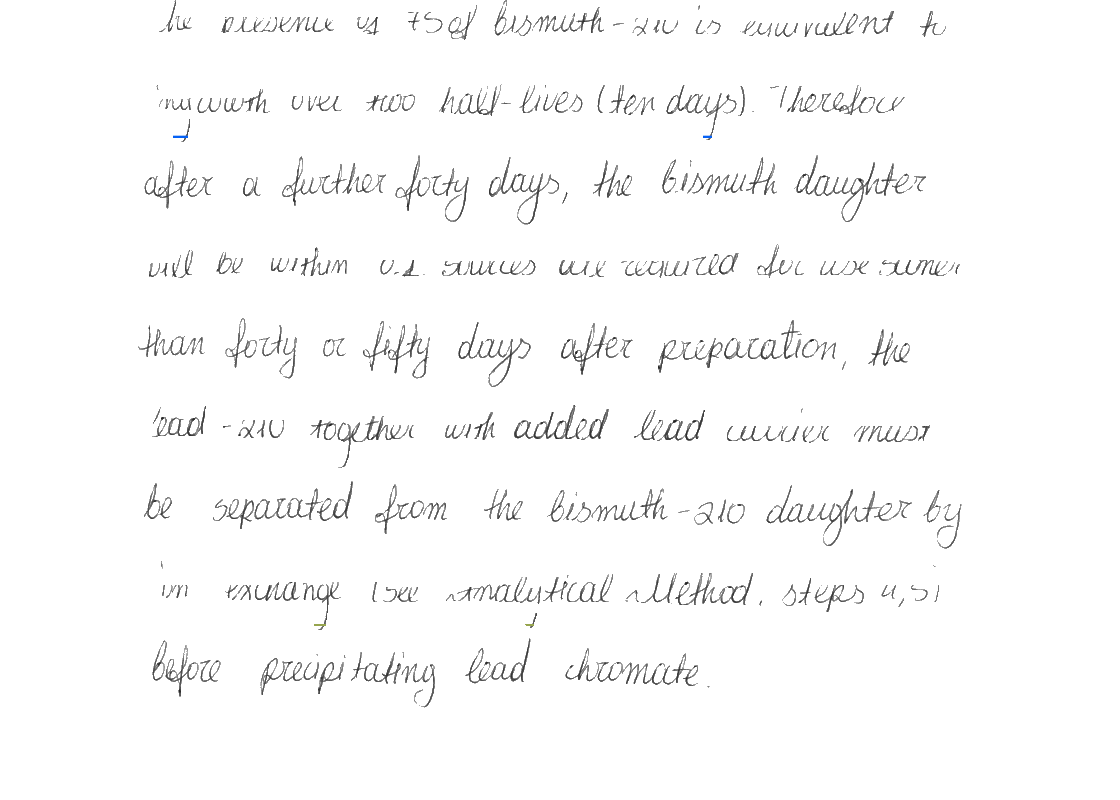 he presence of 75% of bismuth-210 is equivalent to
ingrowth over two half-lives (ten days). Therefore
after a further forty days, the bismuth daughter
will be within 0.1. sources are required for use sooner
than forty or fifty days after preparation, the
lead-210 together with added lead carrier must
be separated from the bismuth-210 daughter by
ion exchange (see Analytical Method, steps 4,5)
before precipitating lead chromate.